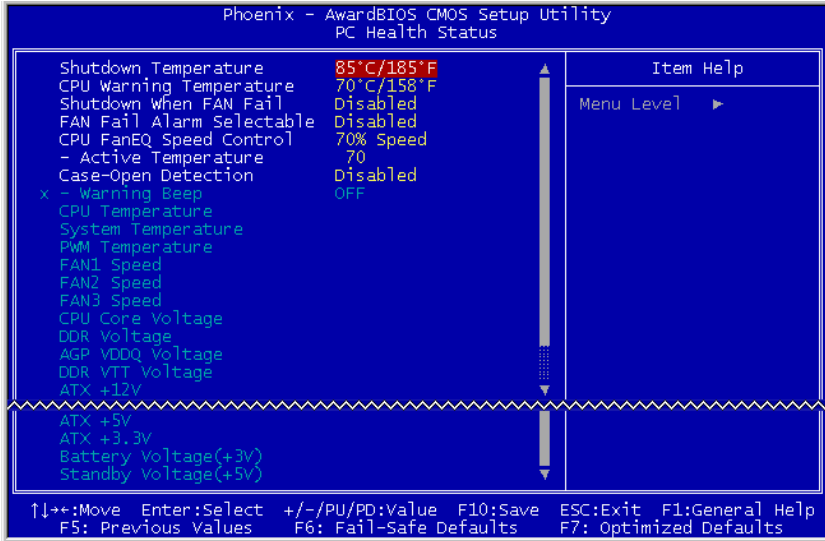 Phoenix - AwardBIOS CMOS Setup Utility
PC Health Status
Shutdown Temperature 85°C/185°F
CPU Warning Temperature 70°C/158°F
Shutdown When FAN Fail Disabled
FAN Fail Alarm Selectable Disabled
CPU FanEQ Speed Control 70% Speed
- Active Temperature 70
Case-Open Detection Disabled
x - Warning Beep OFF
CPU Temperature
System Temperature
PWM Temperature
FAN1 Speed
FAN2 Speed
FAN3 Speed
CPU Core Voltage
DDR Voltage
AGP VDDQ Voltage
DDR VTT Voltage
ATX +12V
ATX +5V
ATX +3.3V
Battery Voltage(+3V)
Standby Voltage(+5V)
Item Help
Menu Level ►
↑↓→←:Move Enter:Select +/-/PU/PD:Value F10:Save ESC:Exit F1:General Help
F5: Previous Values F6: Fail-Safe Defaults F7: Optimized Defaults